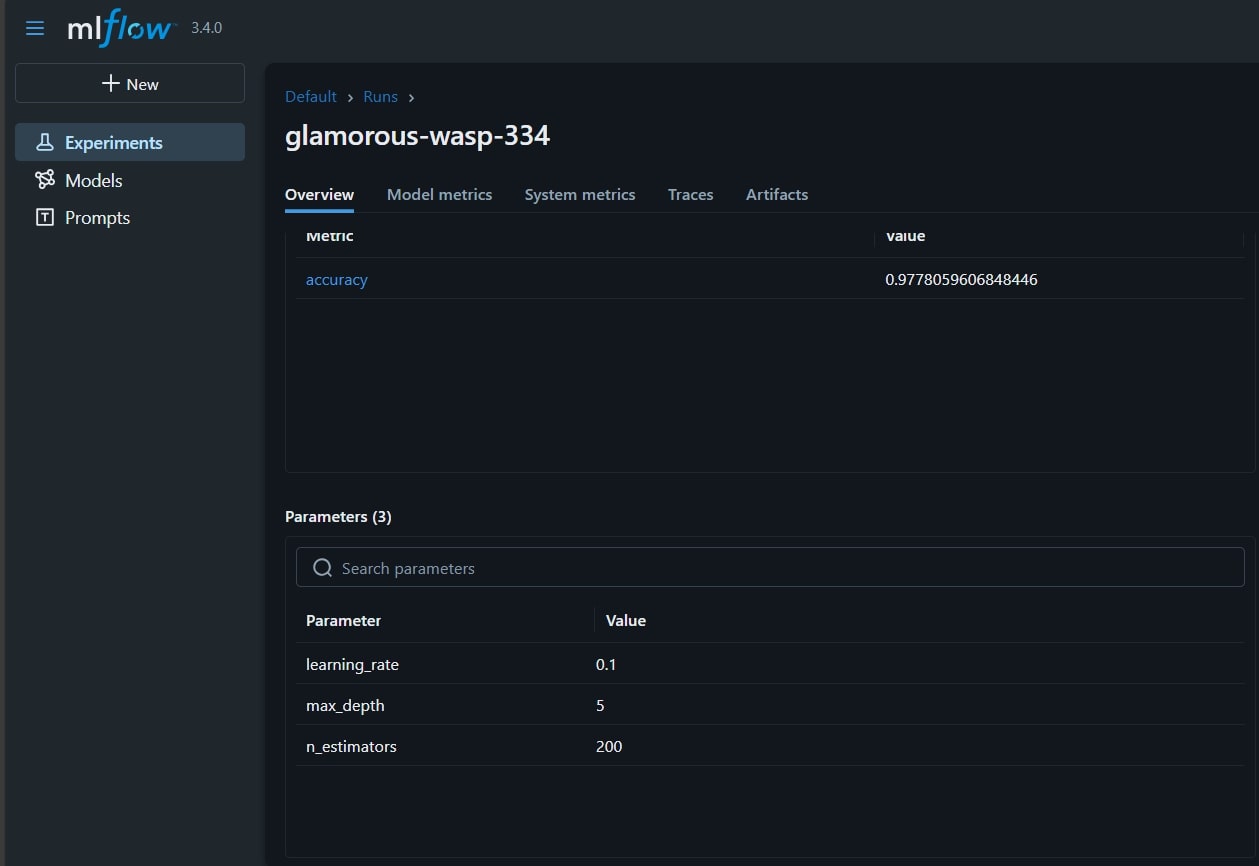 mlflow 3.4.0
New
Experiments
Models
Prompts
Default › Runs ›
glamorous-wasp-334
Overview Model metrics System metrics Traces Artifacts
Metric Value
accuracy 0.9778059606848446
Parameters (3)
Search parameters
Parameter Value
learning_rate 0.1
max_depth 5
n_estimators 200